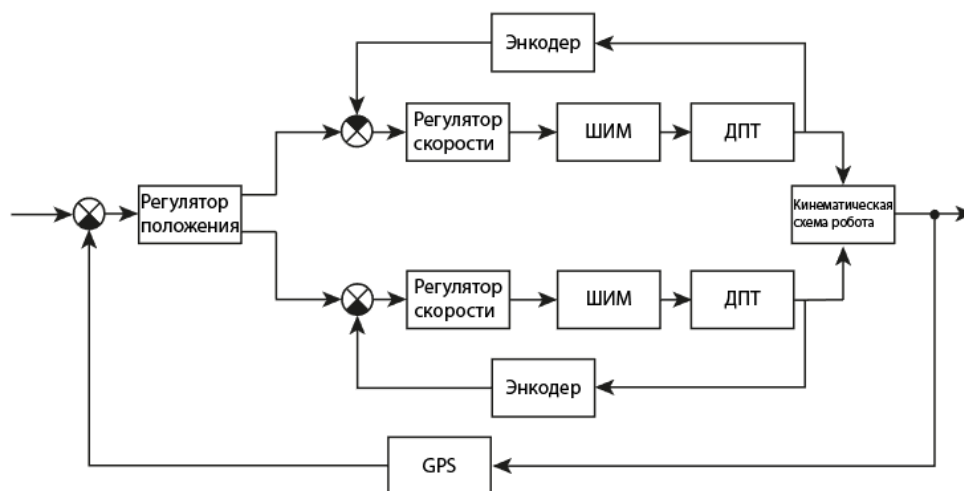 Энкодер
Регулятор
скорости
ШИМ
ДПТ
Регулятор
положения
Кинематическая
схема робота
Регулятор
скорости
ШИМ
ДПТ
Энкодер
GPS